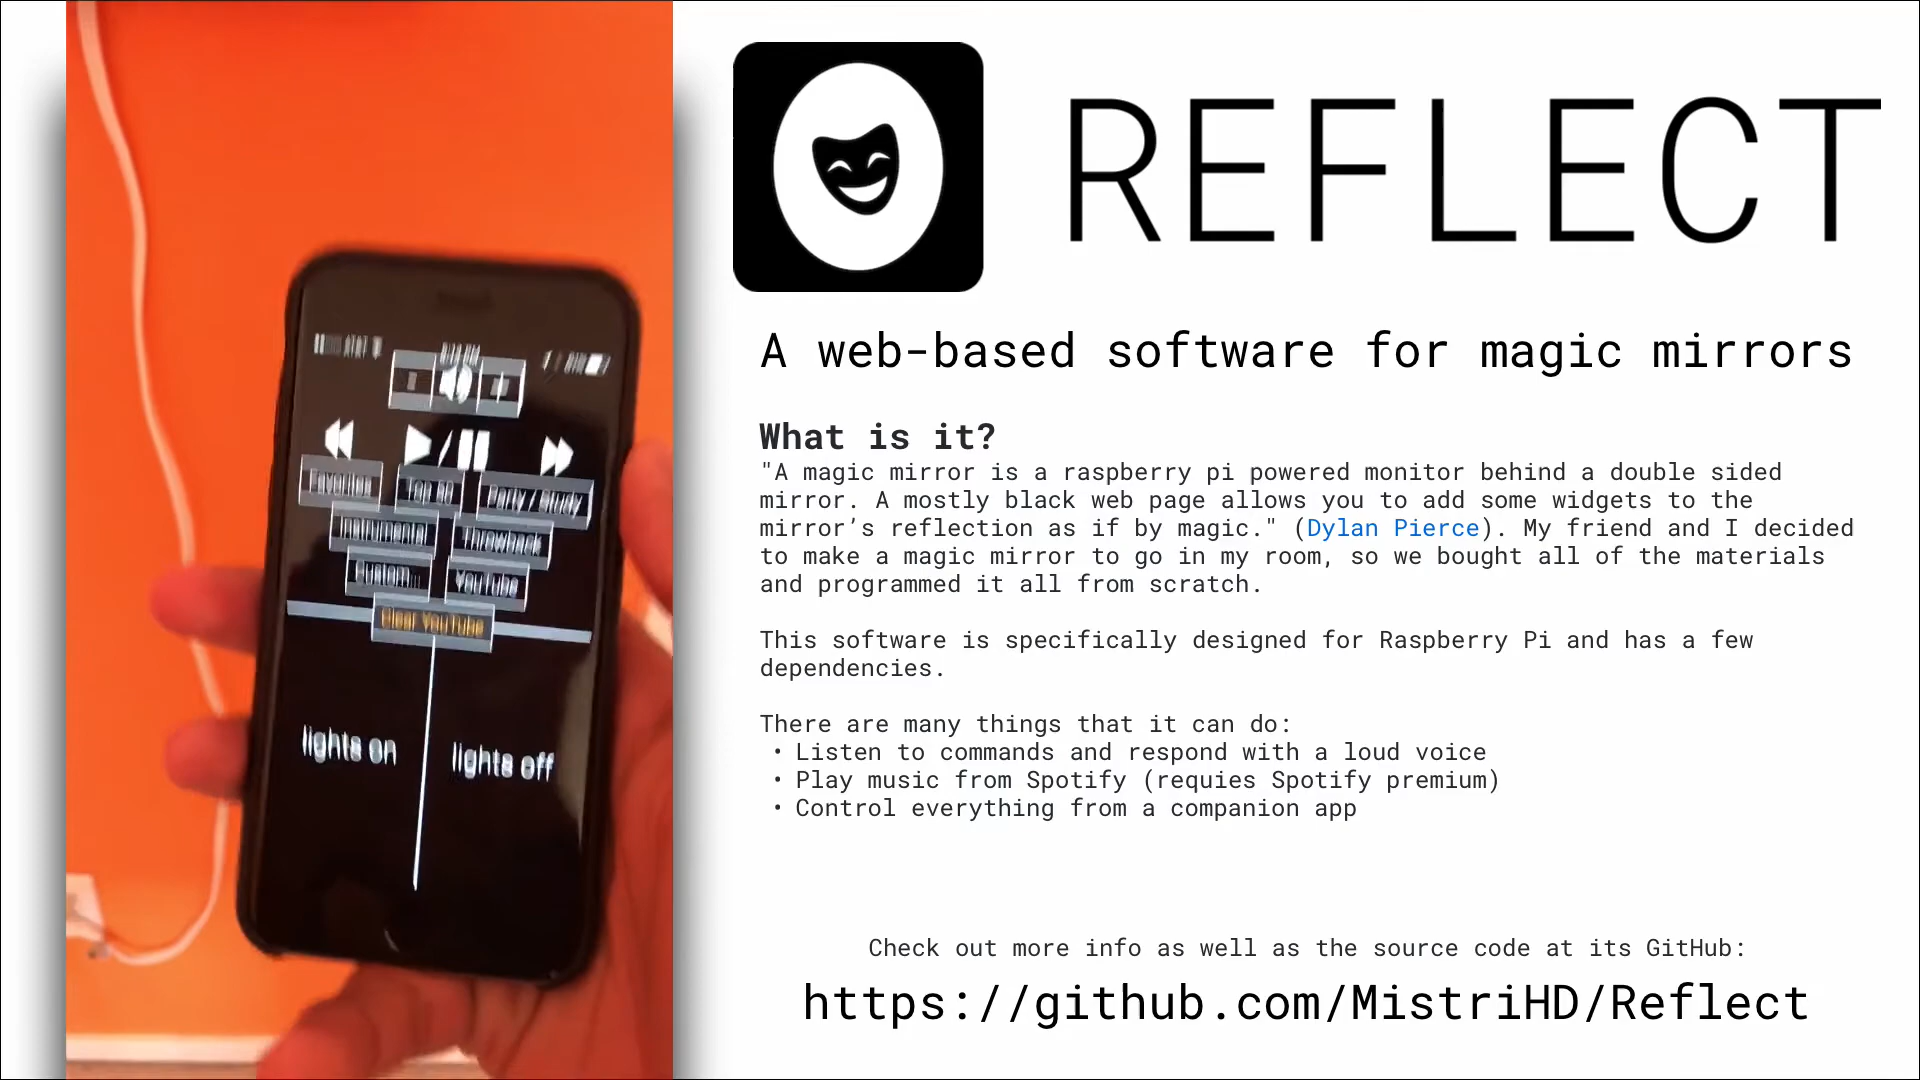 REFLECT
A web-based software for magic mirrors
What is it?
"A magic mirror is a raspberry pi powered monitor behind a double sided
mirror. A mostly black web page allows you to add some widgets to the
mirror’s reflection as if by magic." (Dylan Pierce). My friend and I decided
to make a magic mirror to go in my room, so we bought all of the materials
and programmed it all from scratch.
This software is specifically designed for Raspberry Pi and has a few
dependencies.
There are many things that it can do:
• Listen to commands and respond with a loud voice
• Play music from Spotify (requies Spotify premium)
• Control everything from a companion app
Check out more info as well as the source code at its GitHub:
https://github.com/MistriHD/Reflect
Clear YouTube
lights on
lights off